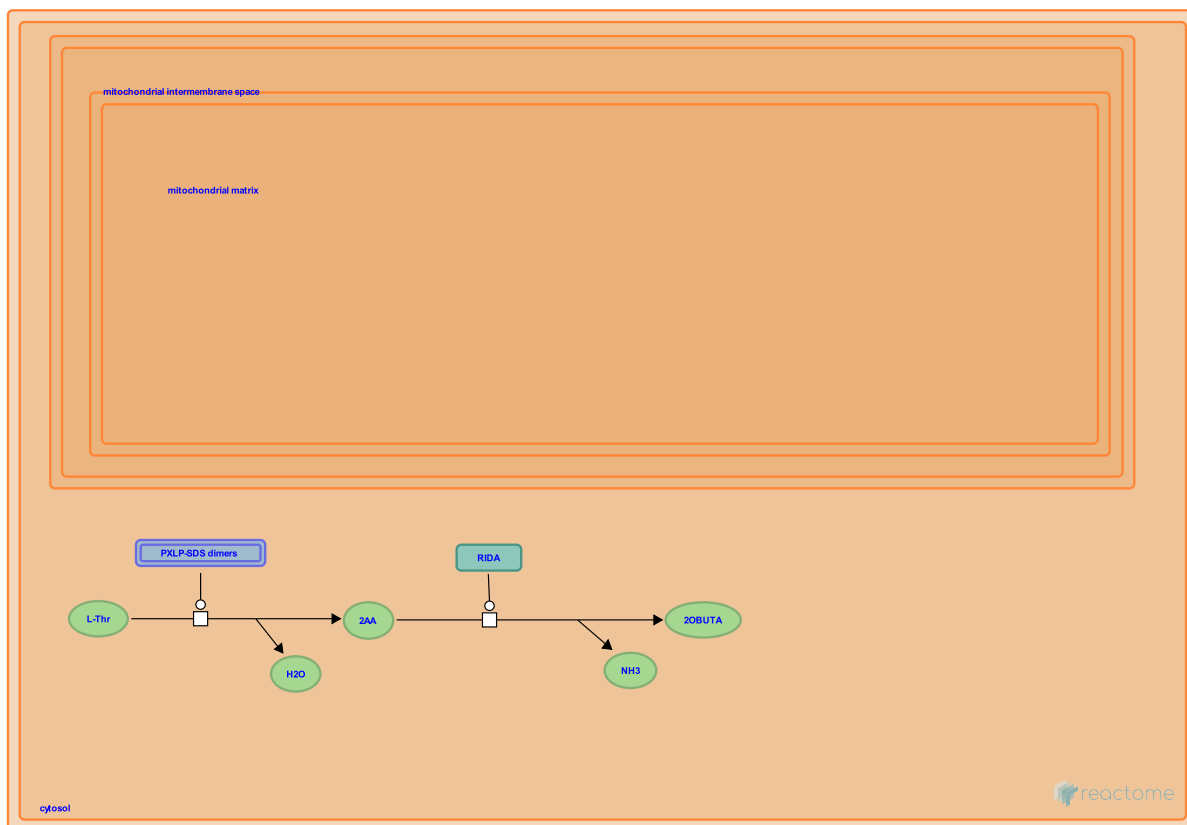 mitochondrial intermembrane space
mitochondrial matrix
PXLP-SDS dimers
RIDA
L-Thr
2AA
2OBUTA
H2O
NH3
reactome
cytosol